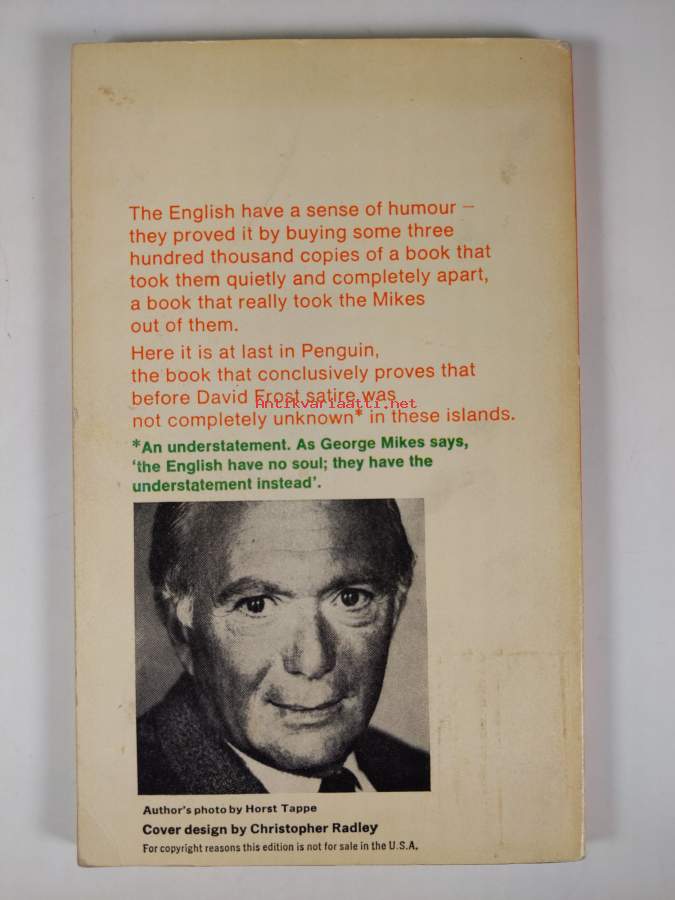 The English have a sense of humour –
they proved it by buying some three
hundred thousand copies of a book that
took them quietly and completely apart,
a book that really took the Mikes
out of them.
Here it is at last in Penguin,
the book that conclusively proves that
before David Frost satire was
Antikvariaatti.net
not completely unknown* in these islands.
*An understatement. As George Mikes says,
‘the English have no soul; they have the
understatement instead’.
Author's photo by Horst Tappe
Cover design by Christopher Radley
For copyright reasons this edition is not for sale in the U.S.A.